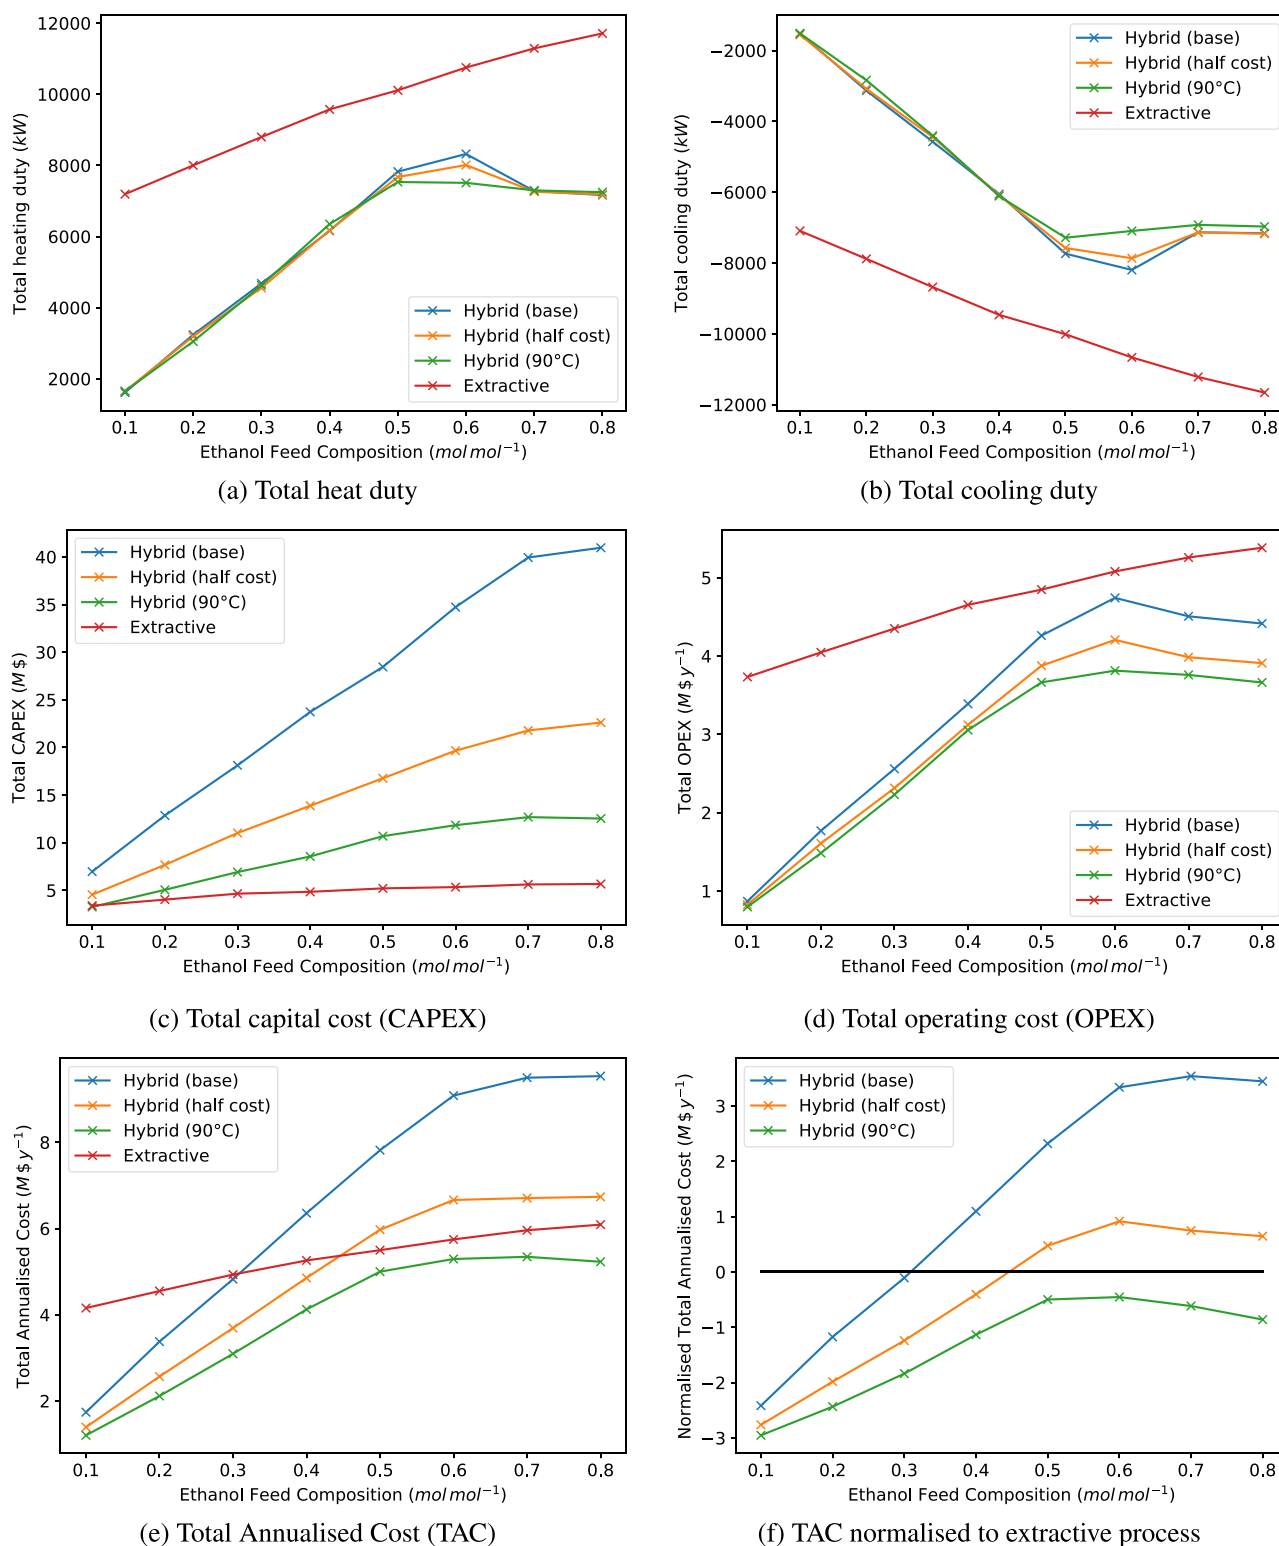 Total heating duty (kW)
12000
10000
8000
6000
4000
2000
Hybrid (base)
Hybrid (half cost)
Hybrid (90°C)
Extractive
0.1 0.2 0.3 0.4 0.5 0.6 0.7 0.8
Ethanol Feed Composition (mol mol⁻¹)
(a) Total heat duty
Total cooling duty (kW)
−2000
−4000
−6000
−8000
−10000
−12000
Hybrid (base)
Hybrid (half cost)
Hybrid (90°C)
Extractive
0.1 0.2 0.3 0.4 0.5 0.6 0.7 0.8
Ethanol Feed Composition (mol mol⁻¹)
(b) Total cooling duty
Total CAPEX (M $)
40
35
30
25
20
15
10
5
Hybrid (base)
Hybrid (half cost)
Hybrid (90°C)
Extractive
0.1 0.2 0.3 0.4 0.5 0.6 0.7 0.8
Ethanol Feed Composition (mol mol⁻¹)
(c) Total capital cost (CAPEX)
Total OPEX (M $ y⁻¹)
5
4
3
2
1
Hybrid (base)
Hybrid (half cost)
Hybrid (90°C)
Extractive
0.1 0.2 0.3 0.4 0.5 0.6 0.7 0.8
Ethanol Feed Composition (mol mol⁻¹)
(d) Total operating cost (OPEX)
Total Annualised Cost (M $ y⁻¹)
8
6
4
2
Hybrid (base)
Hybrid (half cost)
Hybrid (90°C)
Extractive
0.1 0.2 0.3 0.4 0.5 0.6 0.7 0.8
Ethanol Feed Composition (mol mol⁻¹)
(e) Total Annualised Cost (TAC)
Normalised Total Annualised Cost (M $ y⁻¹)
3
2
1
0
−1
−2
−3
Hybrid (base)
Hybrid (half cost)
Hybrid (90°C)
0.1 0.2 0.3 0.4 0.5 0.6 0.7 0.8
Ethanol Feed Composition (mol mol⁻¹)
(f) TAC normalised to extractive process